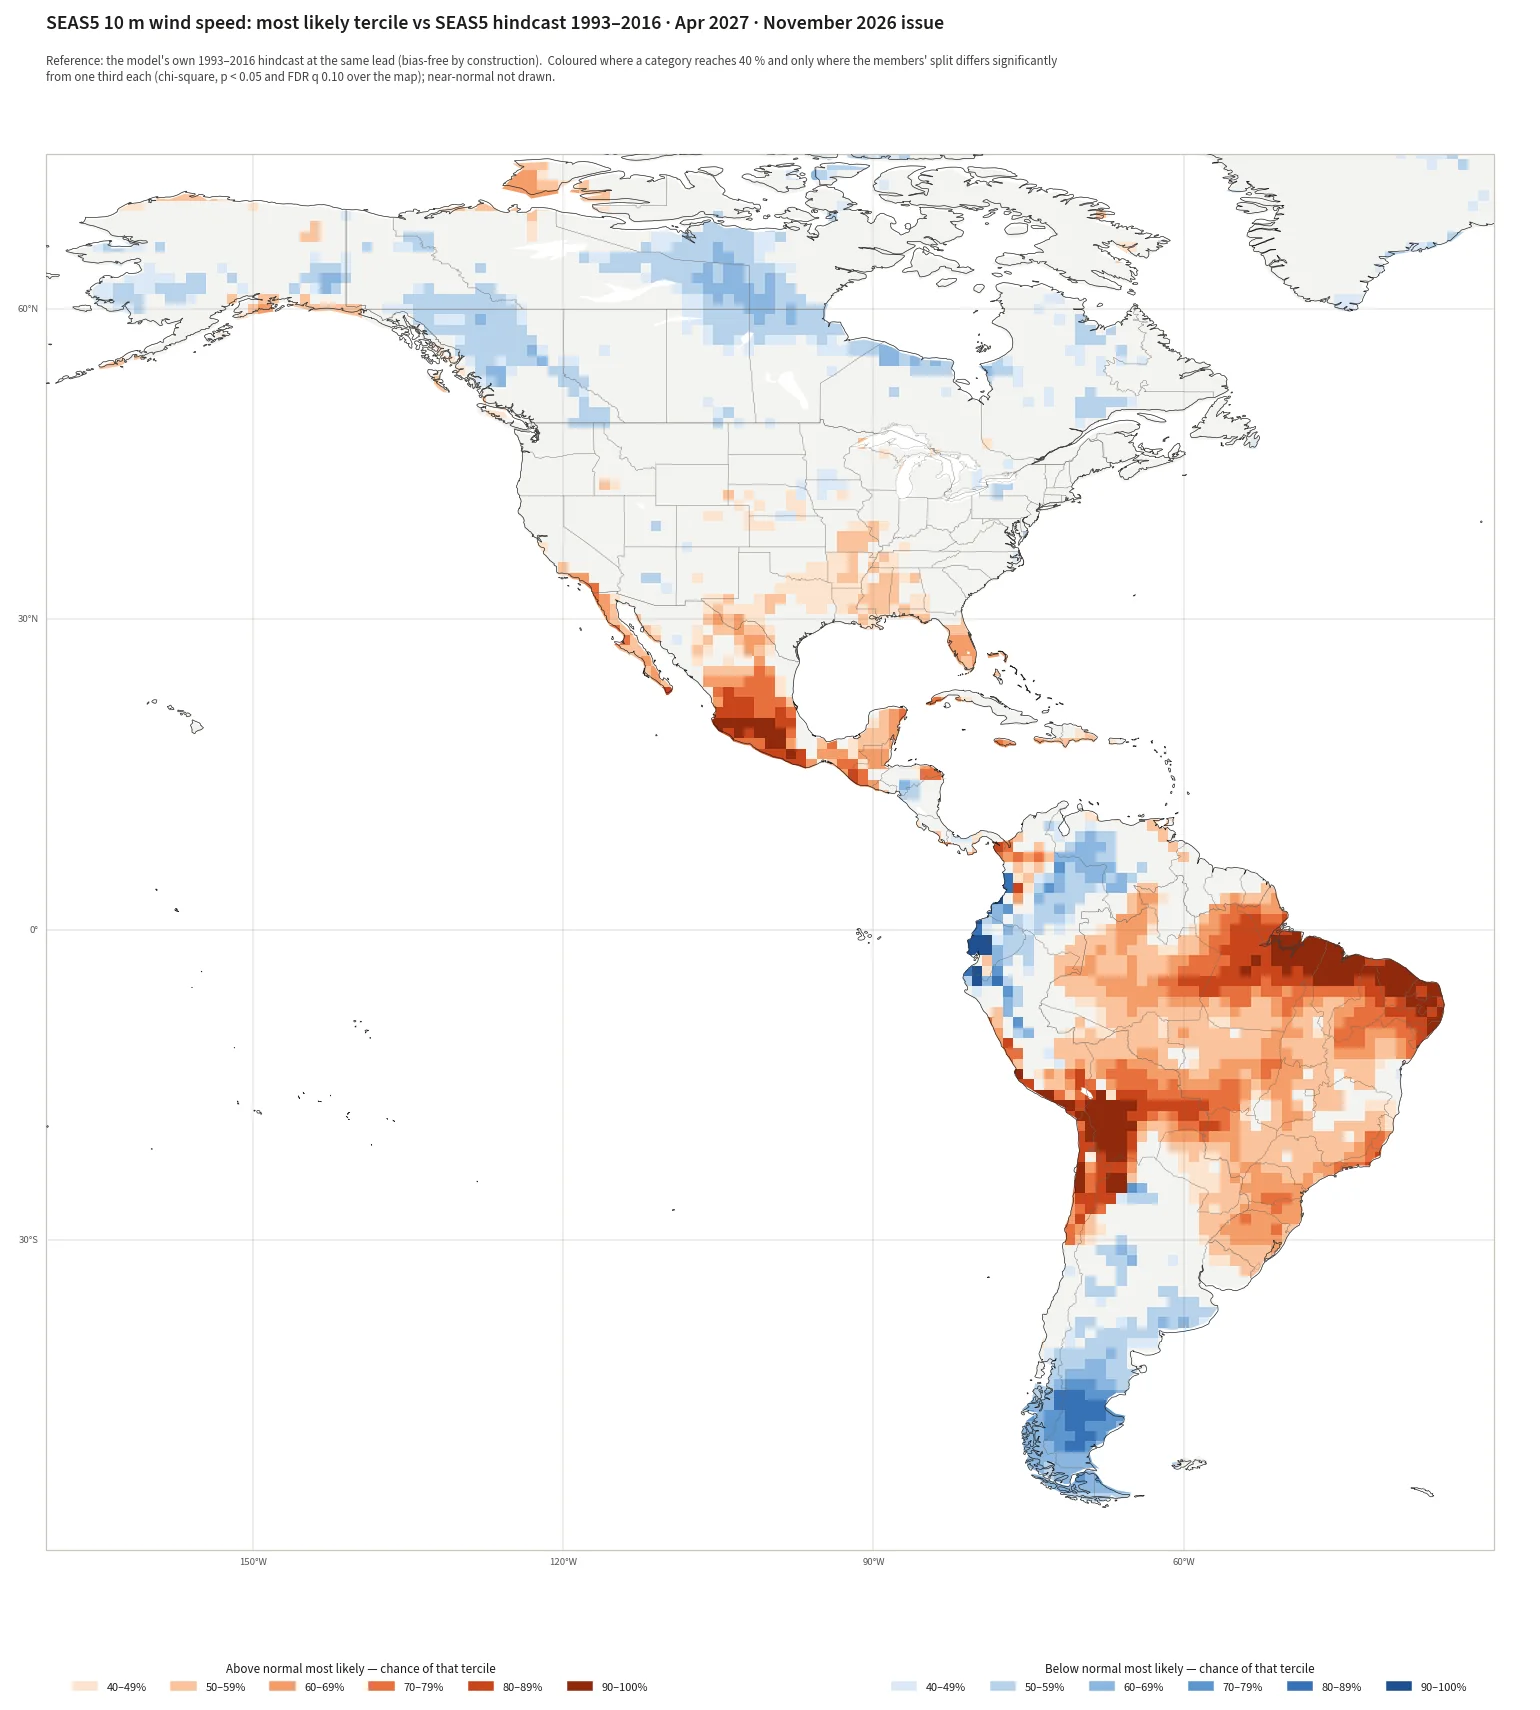 SEAS5 10 m wind speed: most likely tercile vs SEAS5 hindcast 1993–2016 · Apr 2027 · November 2026 issue
Reference: the model's own 1993–2016 hindcast at the same lead (bias-free by construction). Coloured where a category reaches 40 % and only where the members' split differs significantly
from one third each (chi-square, p < 0.05 and FDR q 0.10 over the map); near-normal not drawn.
60°N
30°N
0°
30°S
150°W 120°W 90°W 60°W
Above normal most likely — chance of that tercile
40–49% 50–59% 60–69% 70–79% 80–89% 90–100%
Below normal most likely — chance of that tercile
40–49% 50–59% 60–69% 70–79% 80–89% 90–100%